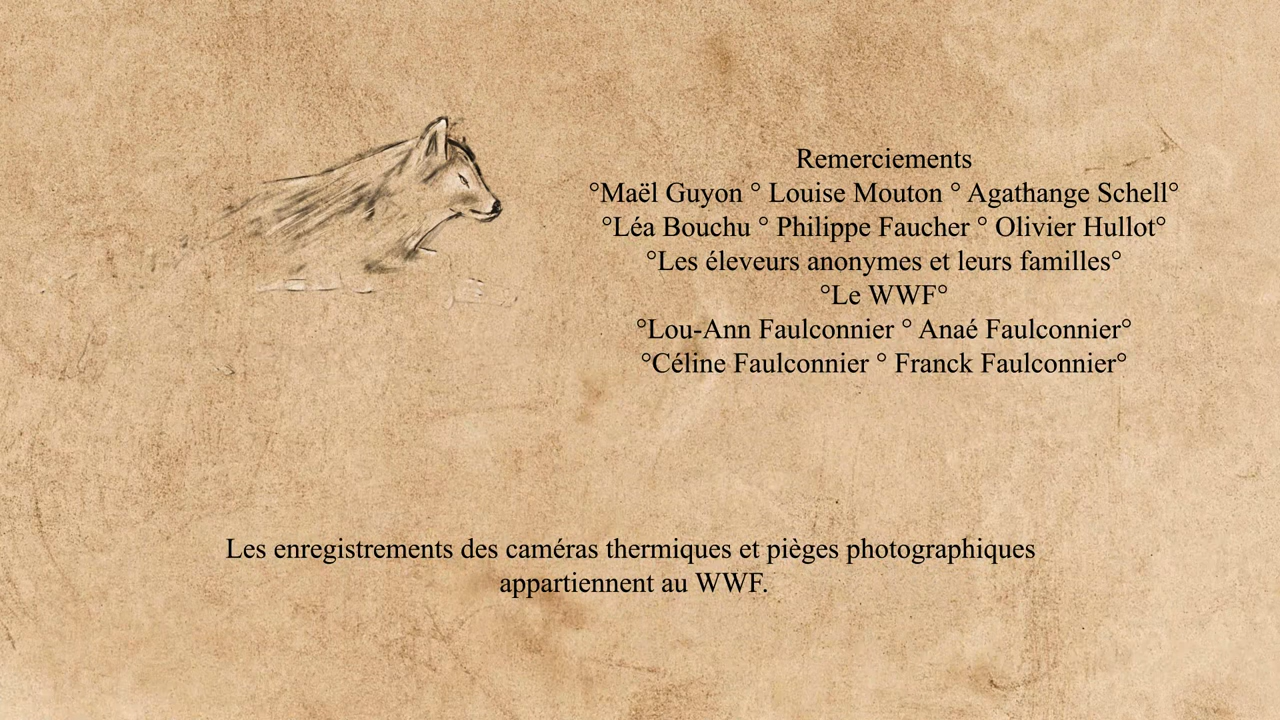 Remerciements
°Maël Guyon ° Louise Mouton ° Agathange Schell°
°Léa Bouchu ° Philippe Faucher ° Olivier Hullot°
°Les éleveurs anonymes et leurs familles°
°Le WWF°
°Lou-Ann Faulconnier ° Anaé Faulconnier°
°Céline Faulconnier ° Franck Faulconnier°
Les enregistrements des caméras thermiques et pièges photographiques
appartiennent au WWF.